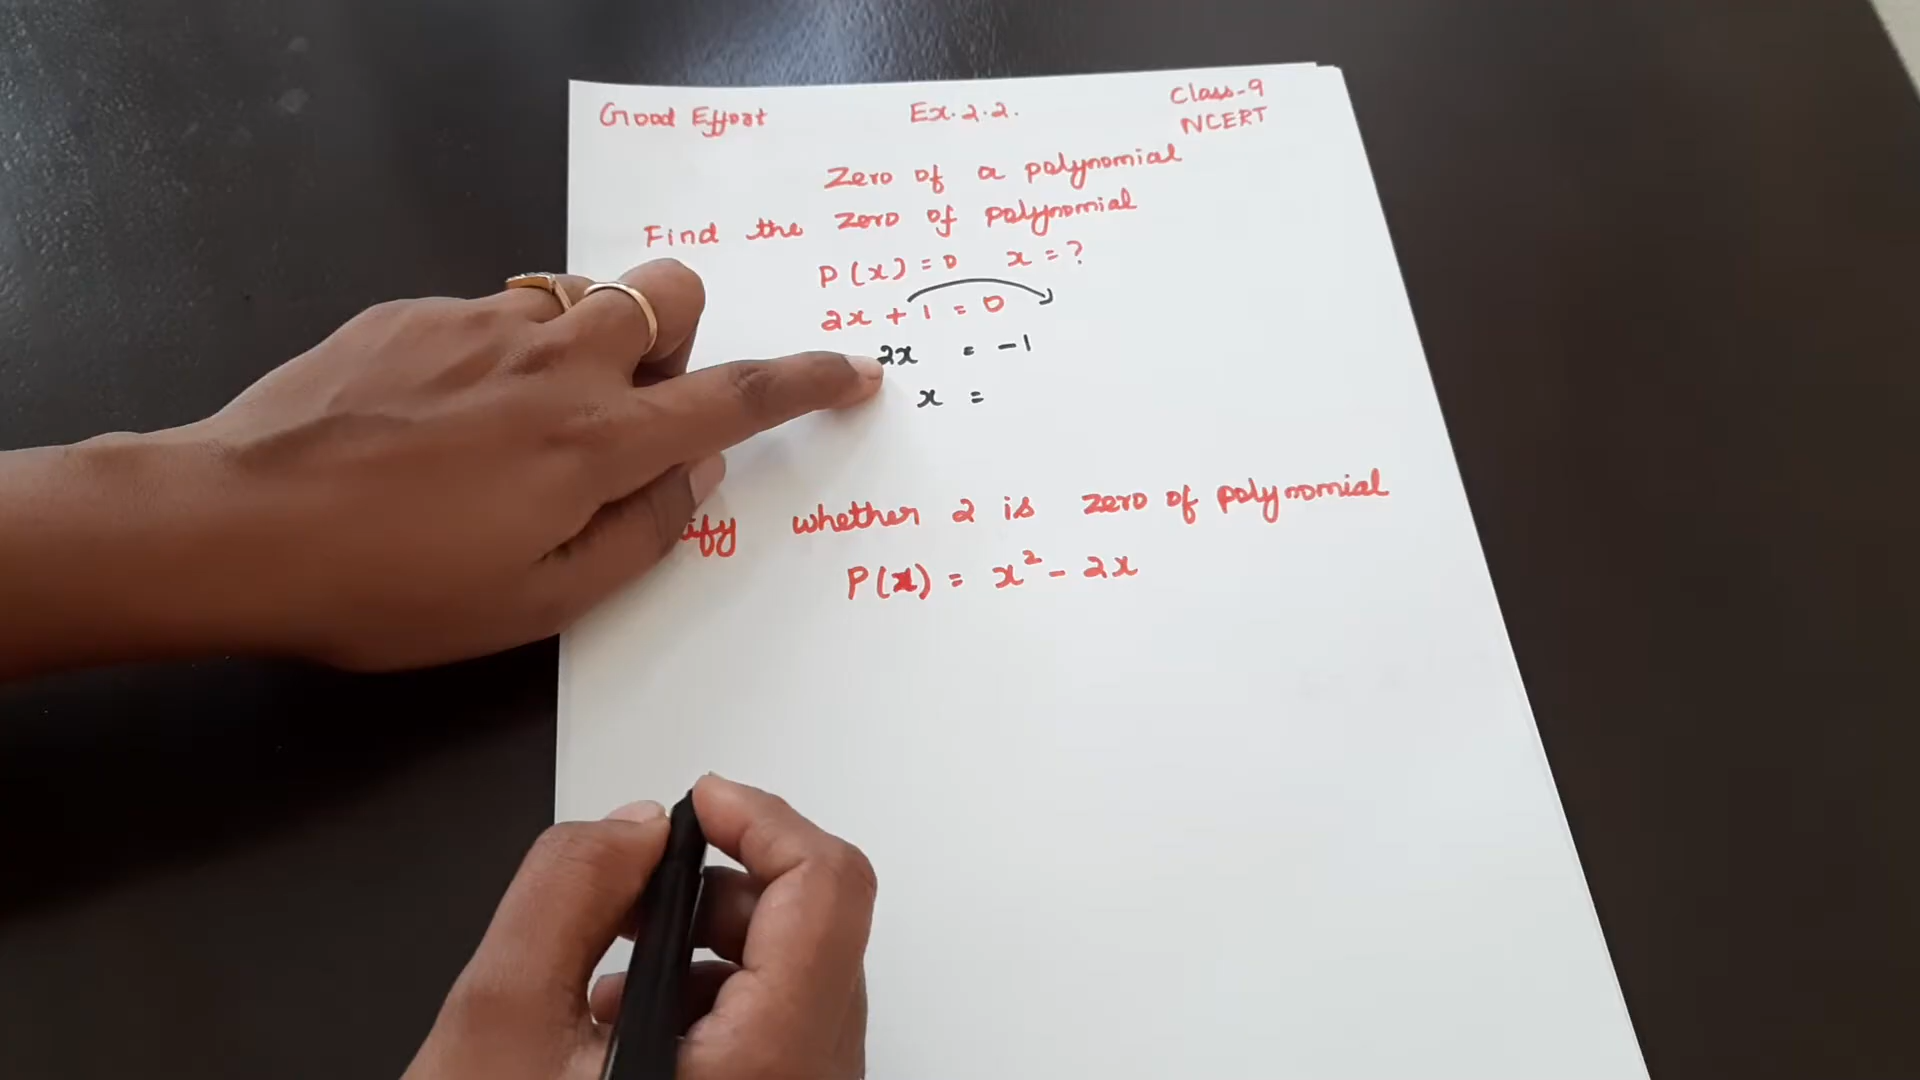 Good Effort Ex.2.2. Class-9
NCERT
Zero of a polynomial
Find the zero of polynomial
P(x) = 0 x = ?
2x + 1 = 0
2x = -1
x =
whether 2 is zero of polynomial
P(x) = x² - 2x